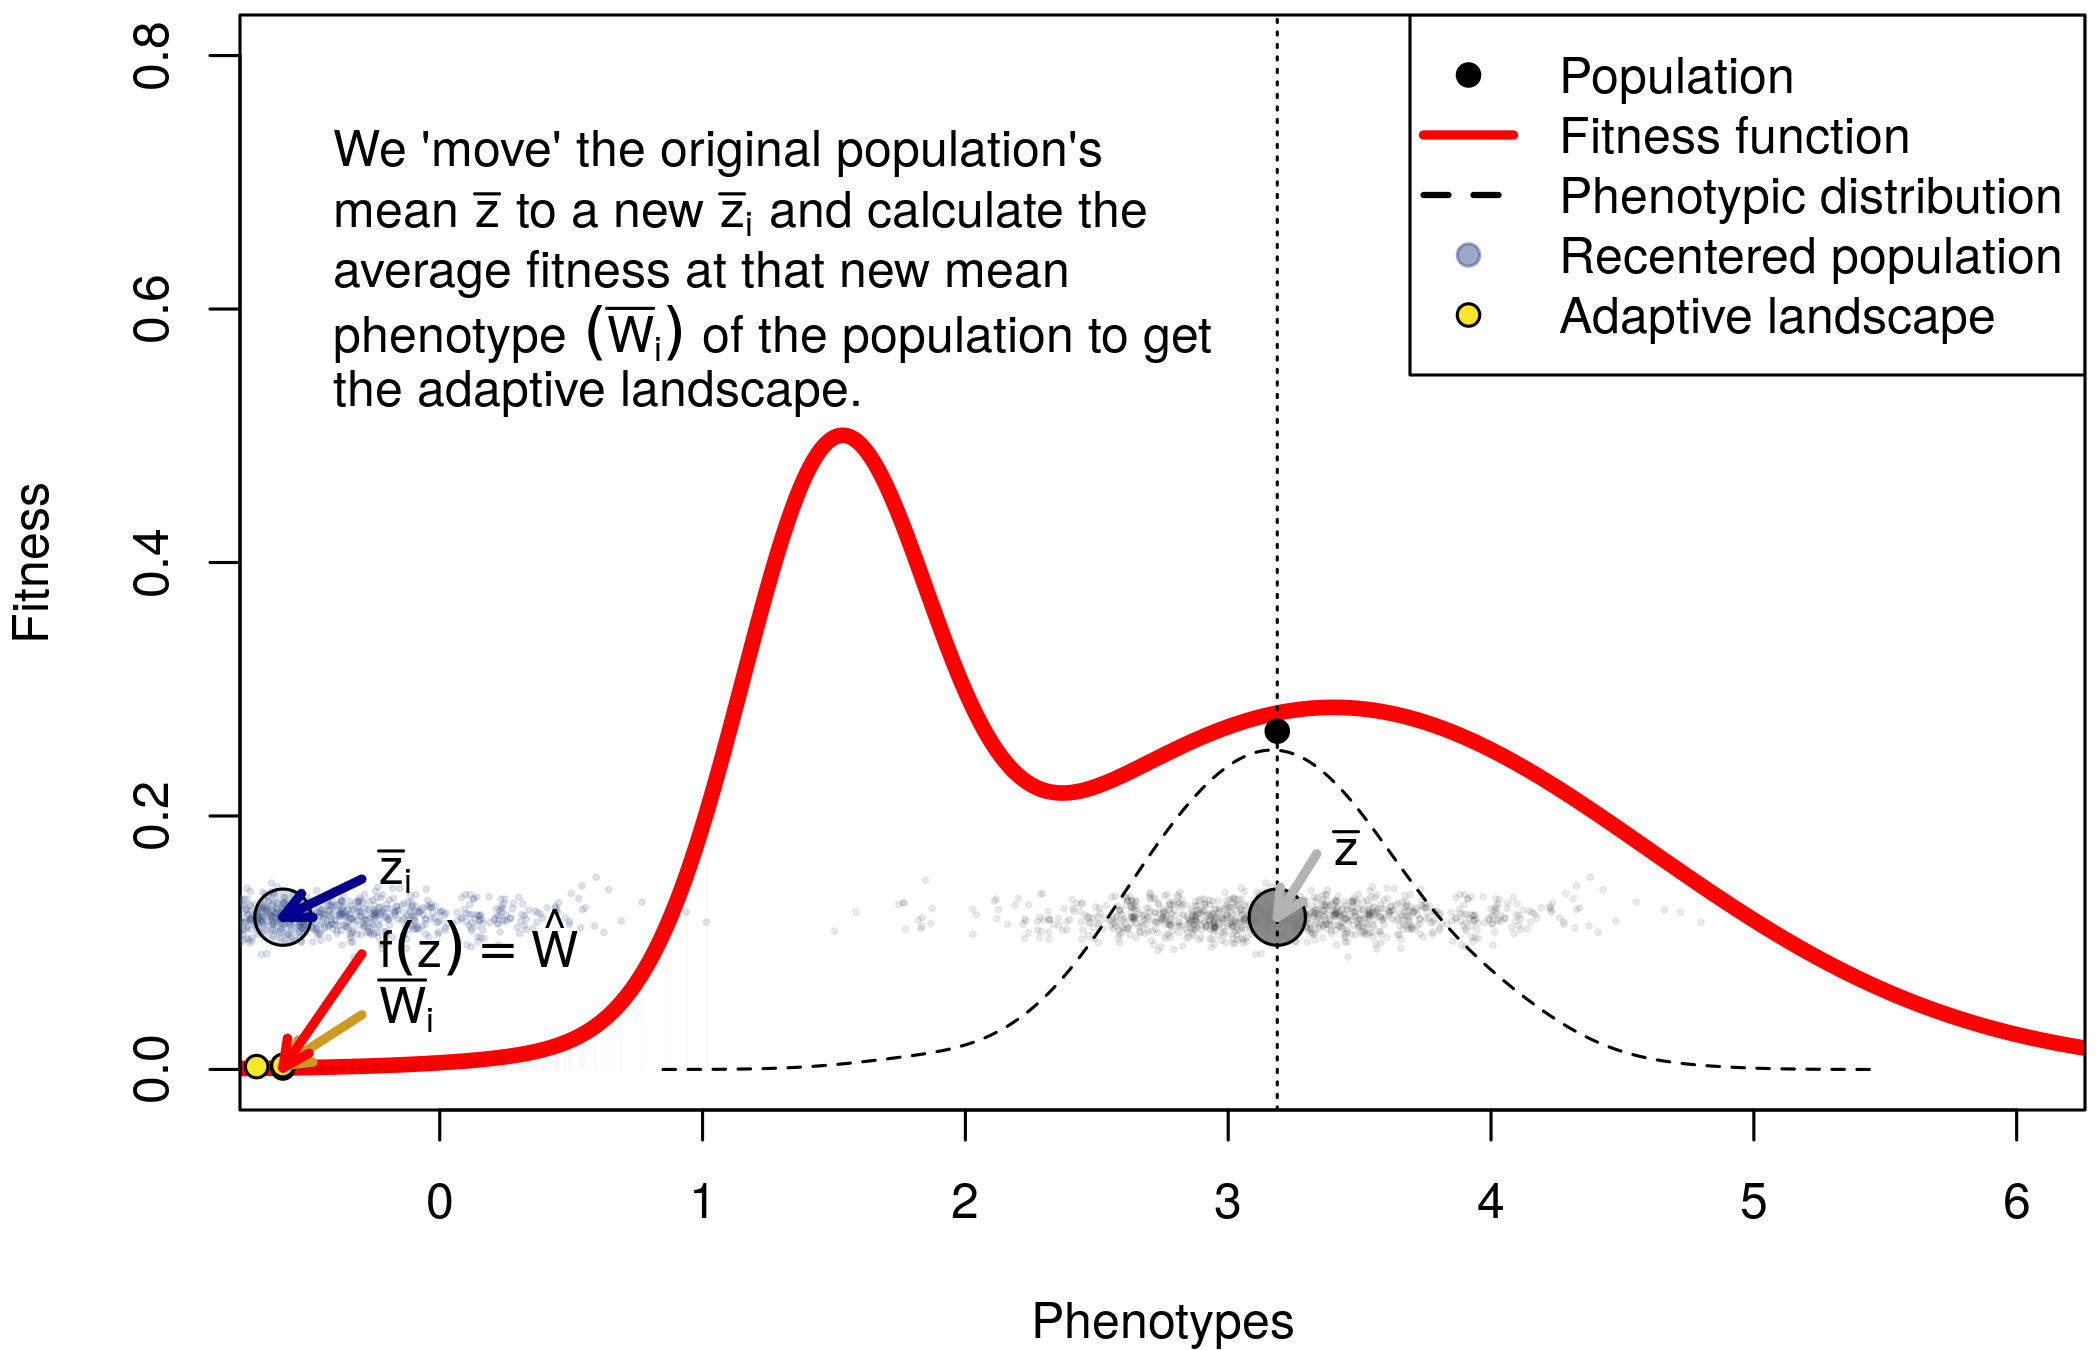 0.8
0.6
0.4
0.2
0.0
Fitness
We 'move' the original population's
mean z̅ to a new z̅ᵢ and calculate the
average fitness at that new mean
phenotype (W̅ᵢ) of the population to get
the adaptive landscape.
Population
Fitness function
Phenotypic distribution
Recentered population
Adaptive landscape
z̅
z̅ᵢ
f(z) = Ŵ
W̅ᵢ
0 1 2 3 4 5 6
Phenotypes